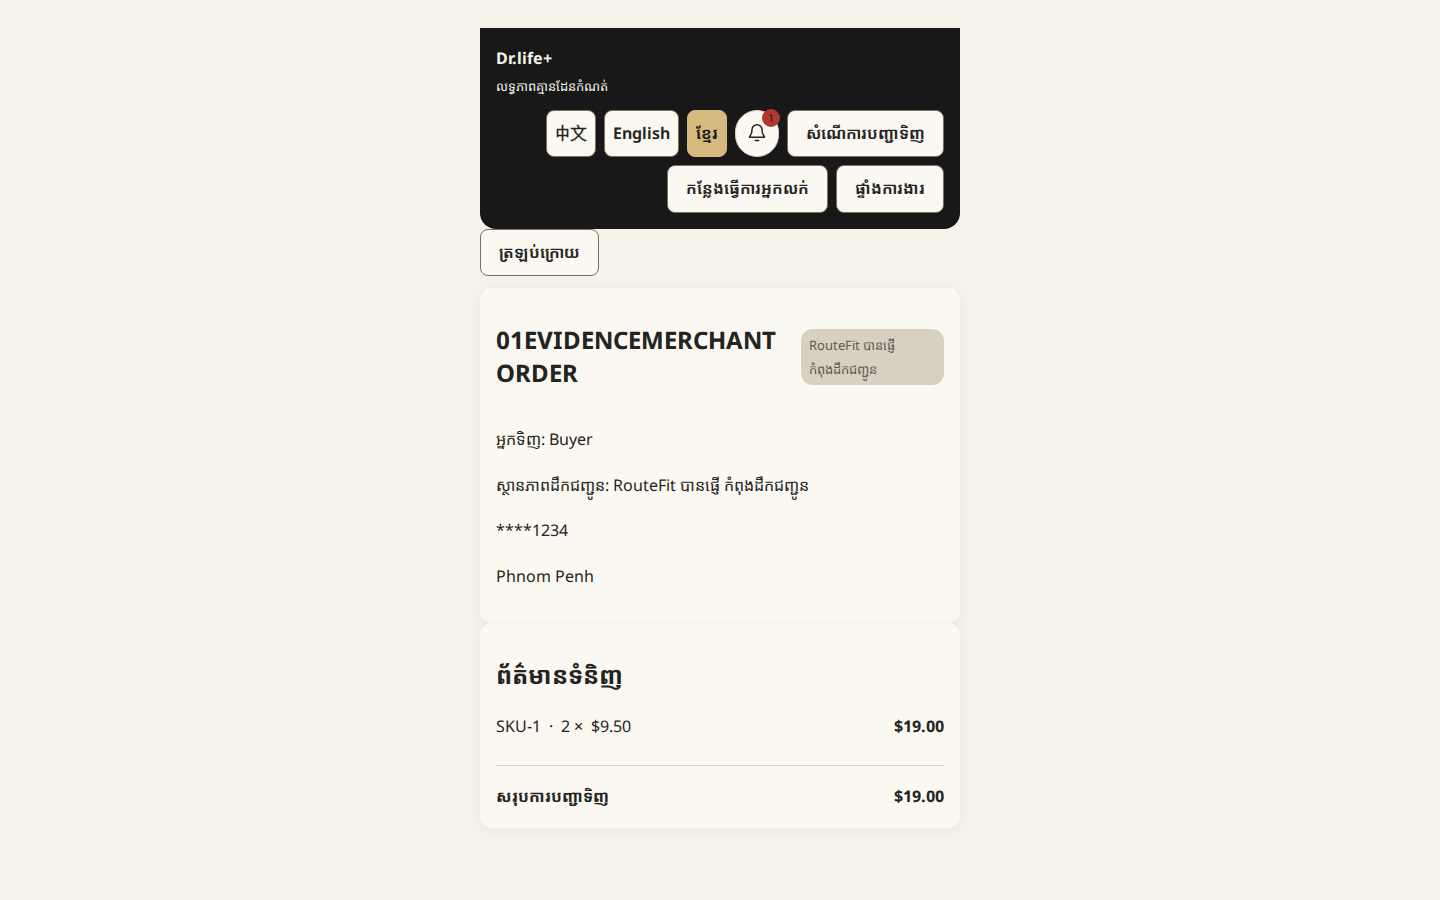 Dr.life+
លទ្ធភាពគ្មានដែនកំណត់
中文 English ខ្មែរ 1 សំណើការបញ្ជាទិញ
កន្លែងធ្វើការអ្នកលក់ ផ្ទាំងការងារ
ត្រឡប់ក្រោយ
01EVIDENCEMERCHANT
ORDER
RouteFit បានផ្ញើ
កំពុងដឹកជញ្ជូន
អ្នកទិញ: Buyer
ស្ថានភាពដឹកជញ្ជូន: RouteFit បានផ្ញើ កំពុងដឹកជញ្ជូន
****1234
Phnom Penh
ព័ត៌មានទំនិញ
SKU-1 · 2 × $9.50 $19.00
សរុបការបញ្ជាទិញ $19.00